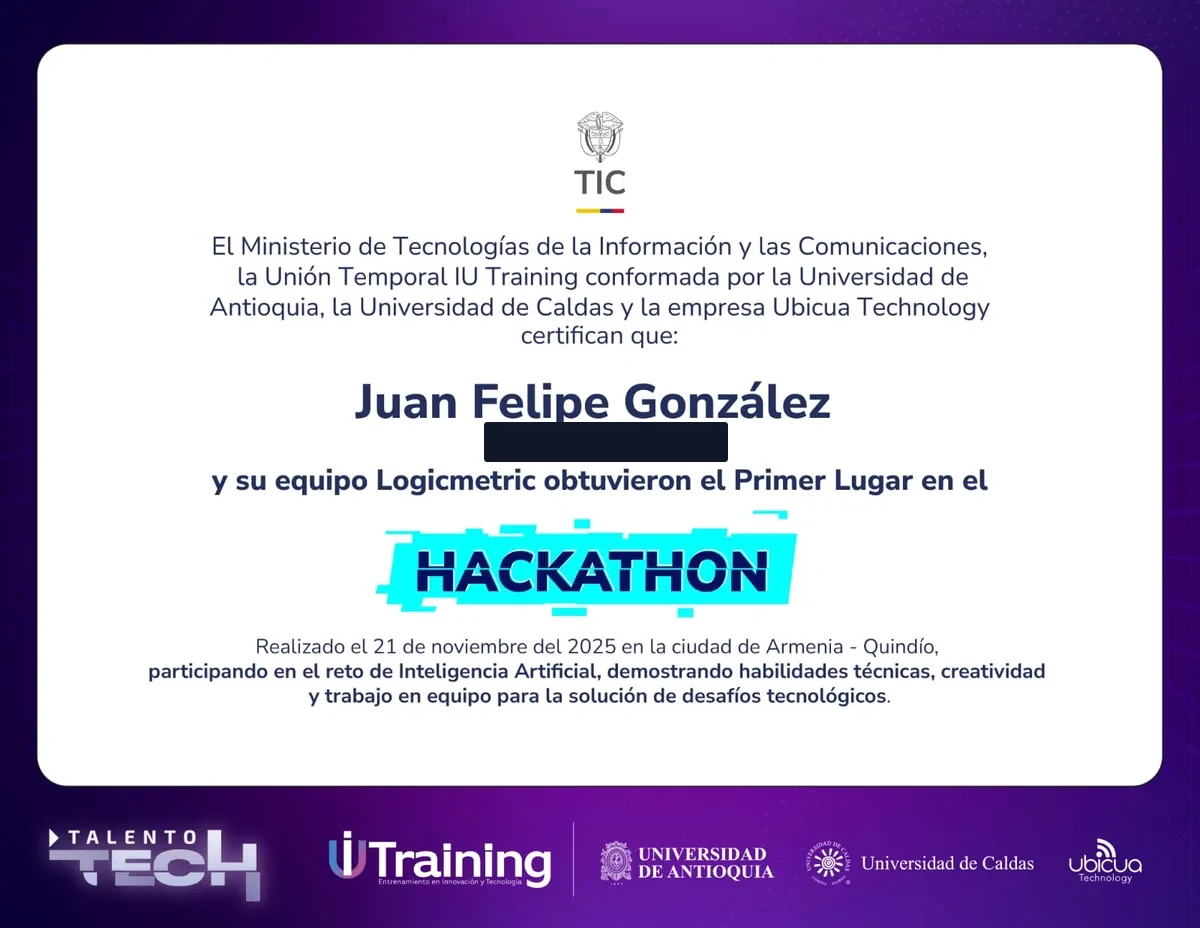 TIC
El Ministerio de Tecnologías de la Información y las Comunicaciones,
la Unión Temporal IU Training conformada por la Universidad de
Antioquia, la Universidad de Caldas y la empresa Ubicua Technology
certifican que:
Juan Felipe González
y su equipo Logicmetric obtuvieron el Primer Lugar en el
HACKATHON
Realizado el 21 de noviembre del 2025 en la ciudad de Armenia - Quindío,
participando en el reto de Inteligencia Artificial, demostrando habilidades técnicas, creatividad
y trabajo en equipo para la solución de desafíos tecnológicos.
TALENTO
TECH
IU Training
Entrenamiento en Innovación y Tecnología
UNIVERSIDAD
DE ANTIOQUIA
UNIVERSIDAD DE CALDAS
Universidad de Caldas
ubicua
Technology